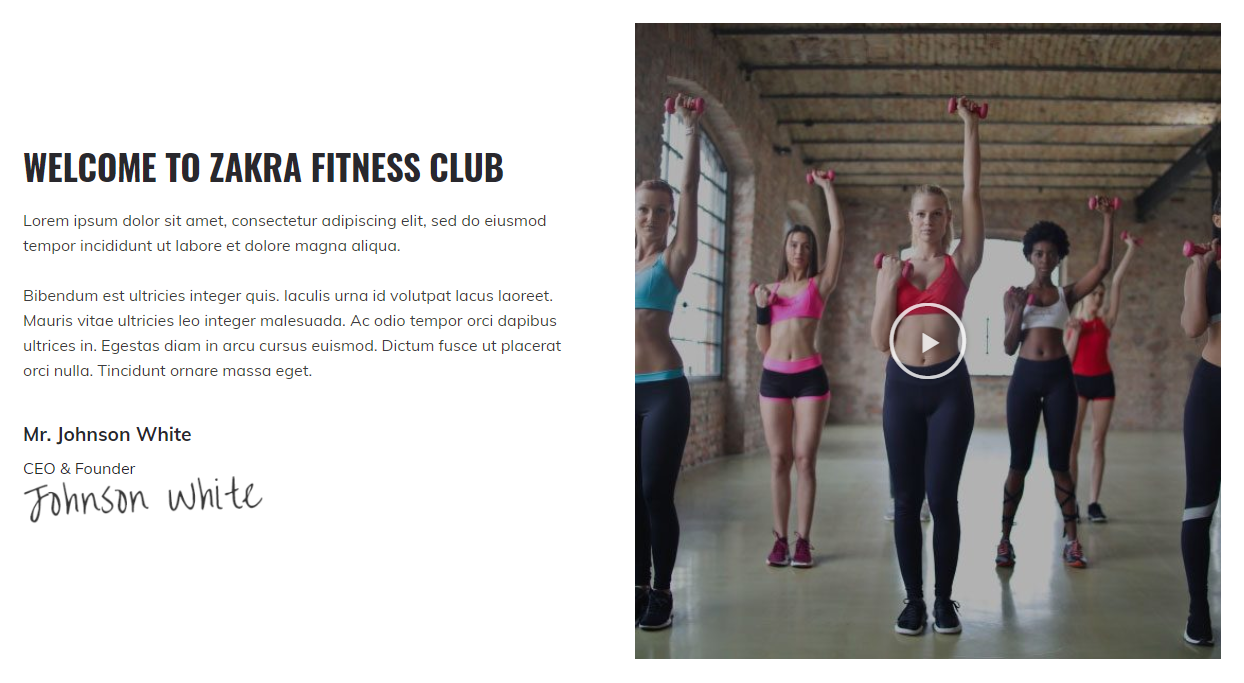 WELCOME TO ZAKRA FITNESS CLUB
Lorem ipsum dolor sit amet, consectetur adipiscing elit, sed do eiusmod
tempor incididunt ut labore et dolore magna aliqua.
Bibendum est ultricies integer quis. Iaculis urna id volutpat lacus laoreet.
Mauris vitae ultricies leo integer malesuada. Ac odio tempor orci dapibus
ultrices in. Egestas diam in arcu cursus euismod. Dictum fusce ut placerat
orci nulla. Tincidunt ornare massa eget.
Mr. Johnson White
CEO & Founder
Johnson White